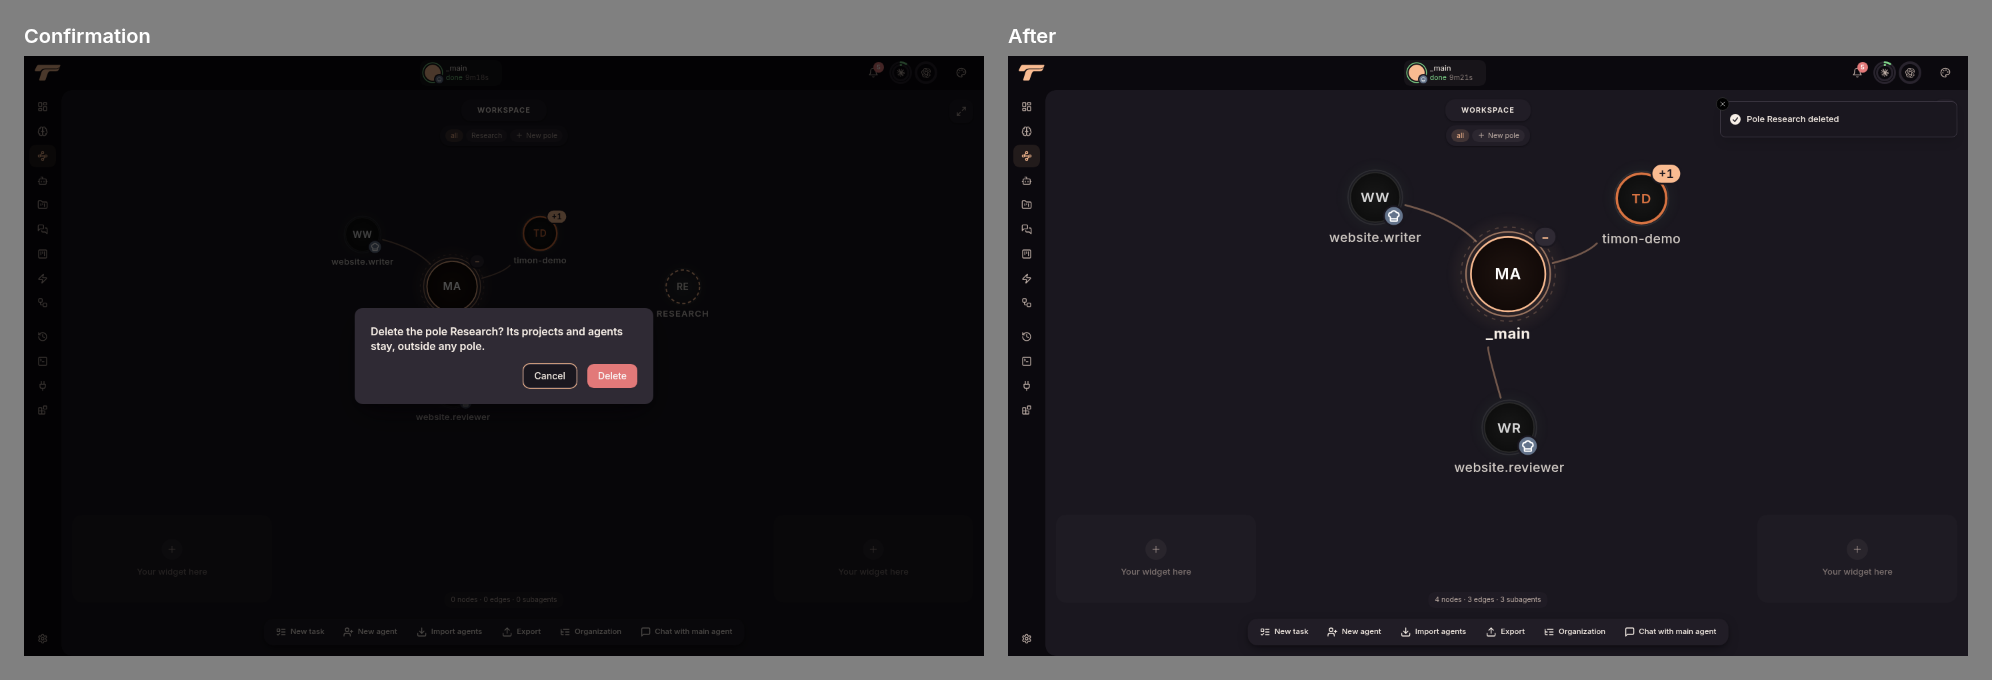 Confirmation
_main
done 9m18s
WORKSPACE
all Research + New pole
WW
website.writer
+1
TD
timon-demo
MA
RE
RESEARCH
Delete the pole Research? Its projects and agents
stay, outside any pole.
Cancel Delete
website.reviewer
+
Your widget here
+
Your widget here
0 nodes · 0 edges · 0 subagents
New task New agent Import agents Export Organization Chat with main agent
After
_main
done 9m21s
WORKSPACE
all + New pole
Pole Research deleted
WW
website.writer
+1
TD
timon-demo
MA
_main
WR
website.reviewer
+
Your widget here
+
Your widget here
4 nodes · 3 edges · 3 subagents
New task New agent Import agents Export Organization Chat with main agent